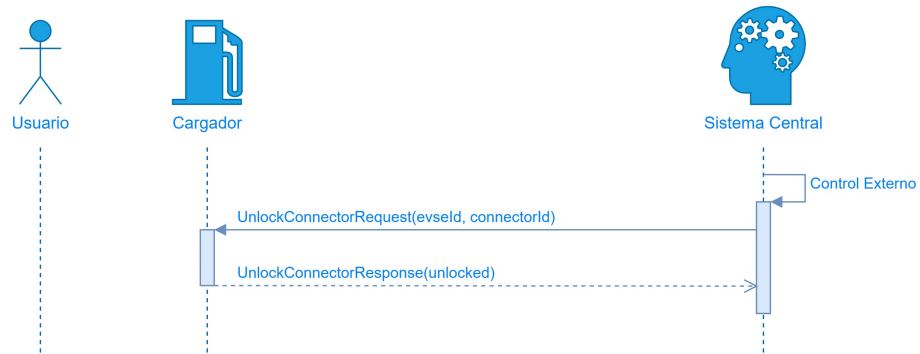 Usuario
Cargador
Sistema Central
Control Externo
UnlockConnectorRequest(evseId, connectorId)
UnlockConnectorResponse(unlocked)